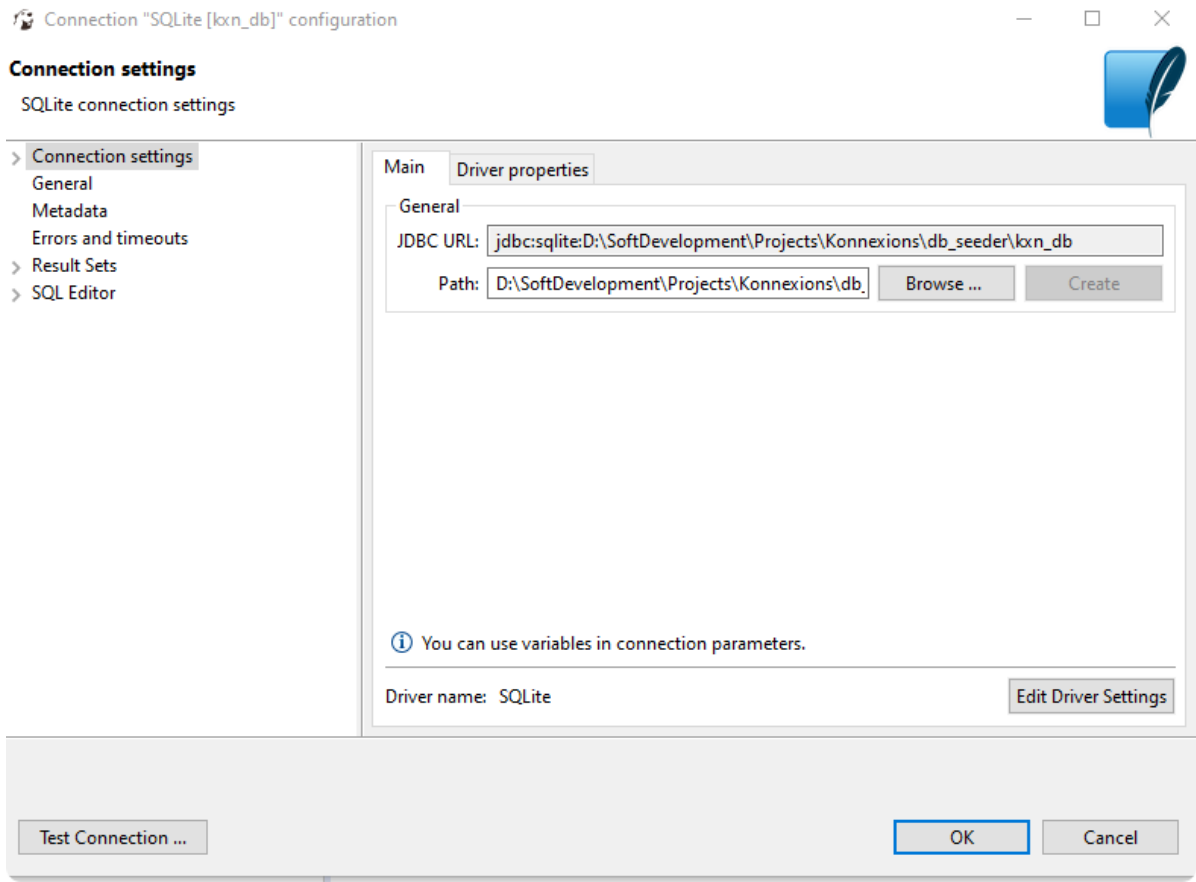 Connection "SQLite [kxn_db]" configuration
Connection settings
SQLite connection settings
Connection settings
General
Metadata
Errors and timeouts
Result Sets
SQL Editor
Main
Driver properties
General
JDBC URL: jdbc:sqlite:D:\SoftDevelopment\Projects\Konnexions\db_seeder\kxn_db
Path: D:\SoftDevelopment\Projects\Konnexions\db_ Browse ... Create
You can use variables in connection parameters.
Driver name: SQLite Edit Driver Settings
Test Connection ... OK Cancel